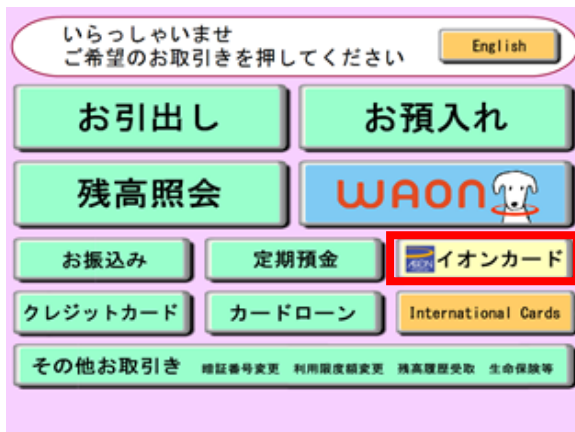 いらっしゃいませ
ご希望のお取引きを押してください
English
お引出し
お預入れ
残高照会
WAON
お振込み
定期預金
AEON イオンカード
クレジットカード
カードローン
International Cards
その他お取引き 暗証番号変更 利用限度額変更 残高履歴受取 生命保険等